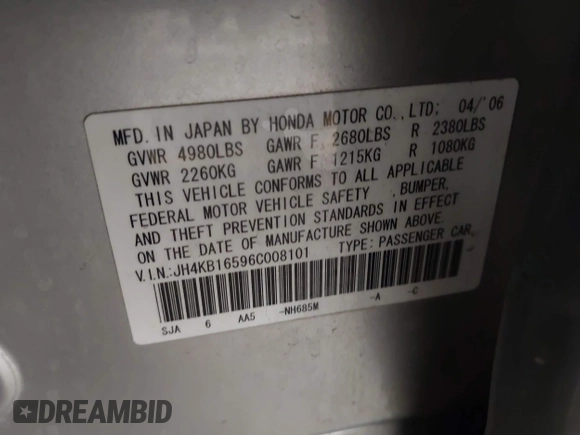 MFD. IN JAPAN BY HONDA MOTOR CO.,LTD; 04/'06
GVWR 4980LBS GAWR F 2680LBS R 2380LBS
GVWR 2260KG GAWR F 1215KG R 1080KG
THIS VEHICLE CONFORMS TO ALL APPLICABLE
FEDERAL MOTOR VEHICLE SAFETY ,BUMPER,
AND THEFT PREVENTION STANDARDS IN EFFECT
ON THE DATE OF MANUFACTURE SHOWN ABOVE.
V.I.N.:JH4KB16596C008101 TYPE: PASSENGER CAR
SJA 6 AA5 -NH685M -A -C
DREAMBID